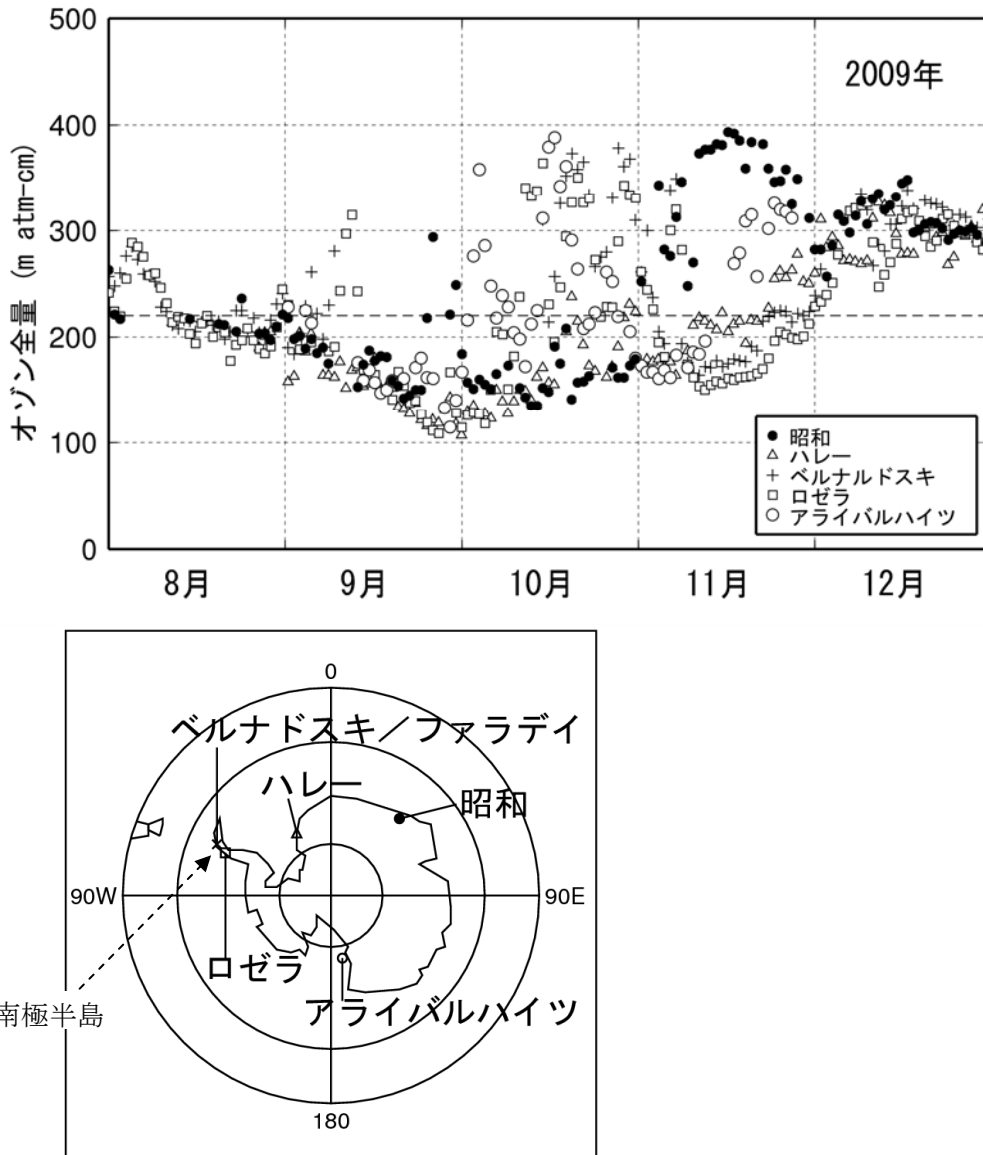 2009年
オゾン全量 (m atm-cm)
500
400
300
200
100
0
8月 9月 10月 11月 12月
昭和
ハレー
ベルナルドスキ
ロゼラ
アライバルハイツ
0
ベルナドスキ／ファラデイ
ハレー
昭和
90W
90E
ロゼラ
アライバルハイツ
南極半島
180